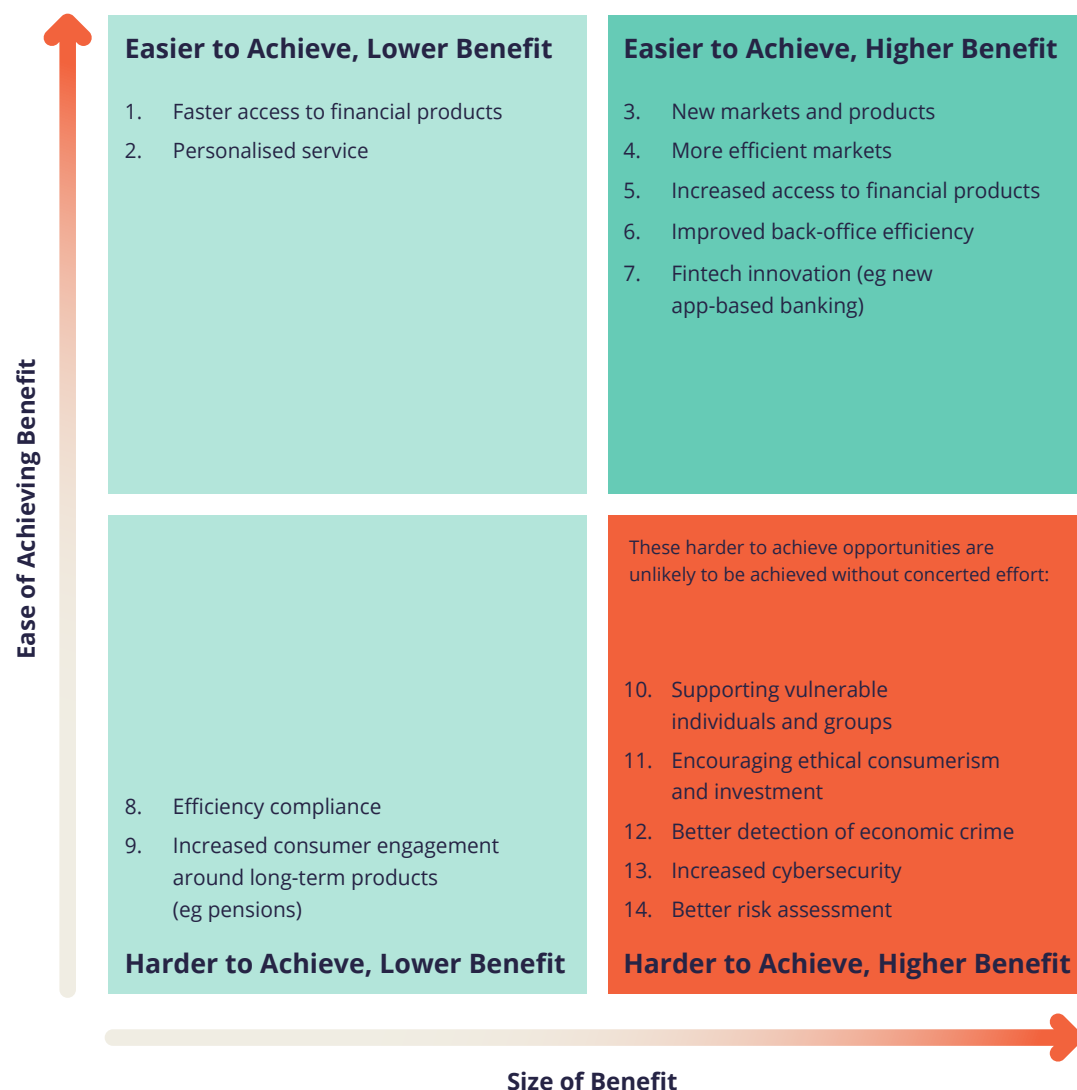 Easier to Achieve, Lower Benefit
1. Faster access to financial products
2. Personalised service
Easier to Achieve, Higher Benefit
3. New markets and products
4. More efficient markets
5. Increased access to financial products
6. Improved back-office efficiency
7. Fintech innovation (eg new
app-based banking)
Ease of Achieving Benefit
8. Efficiency compliance
9. Increased consumer engagement
around long-term products
(eg pensions)
Harder to Achieve, Lower Benefit
These harder to achieve opportunities are
unlikely to be achieved without concerted effort:
10. Supporting vulnerable
individuals and groups
11. Encouraging ethical consumerism
and investment
12. Better detection of economic crime
13. Increased cybersecurity
14. Better risk assessment
Harder to Achieve, Higher Benefit
Size of Benefit